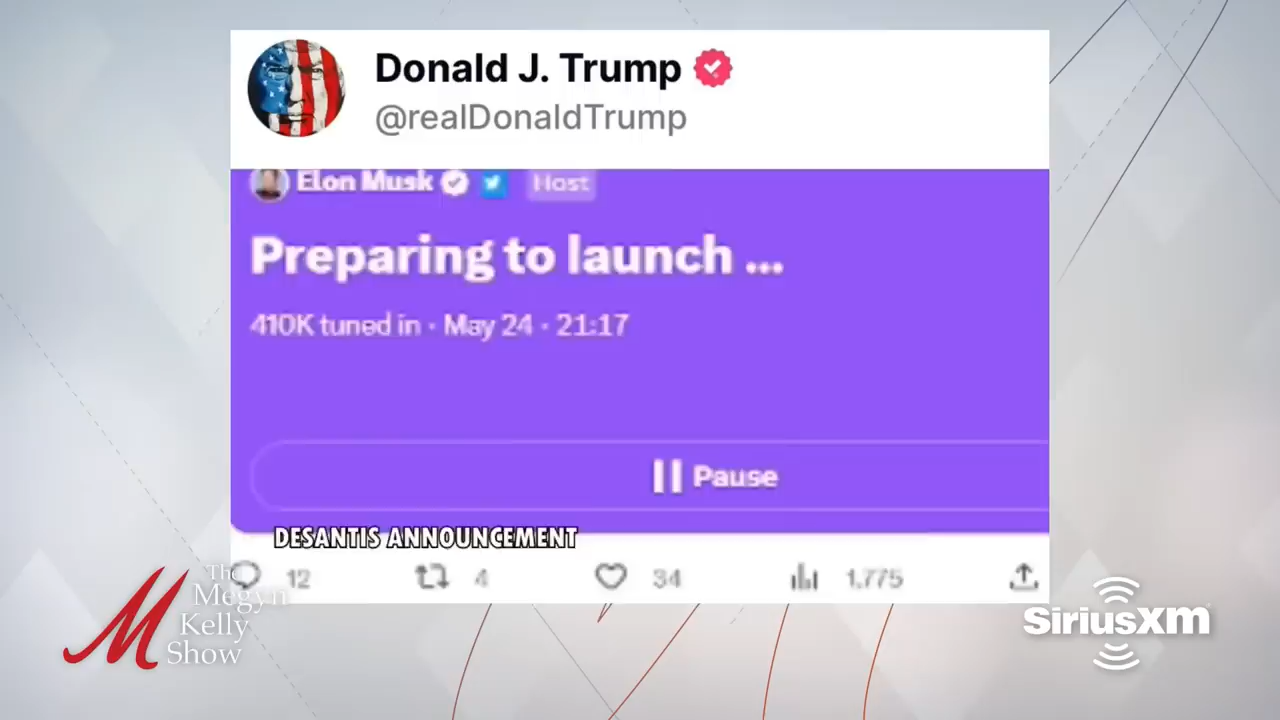 Donald J. Trump
@realDonaldTrump
Elon Musk Host
Preparing to launch ...
410K tuned in · May 24 · 21:17
Pause
DESANTIS ANNOUNCEMENT
12 4 34 1,775
The
Megyn
Kelly
Show
SiriusXm